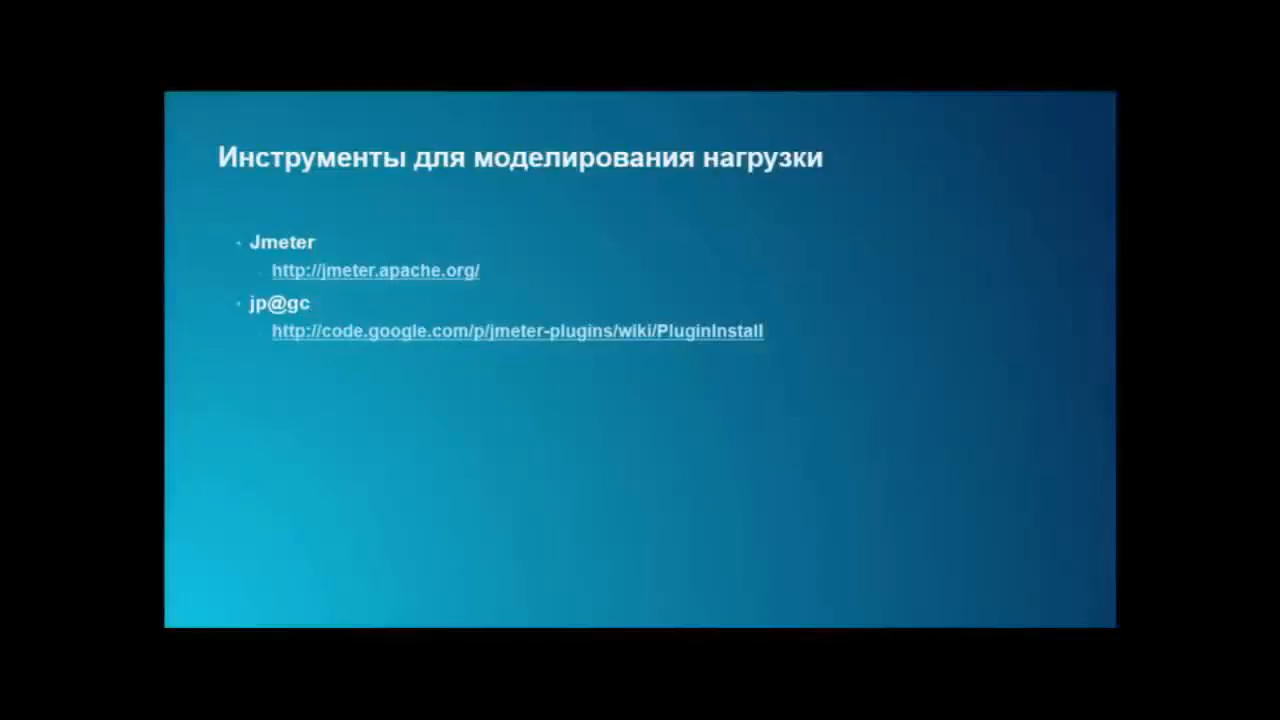 Инструменты для моделирования нагрузки
Jmeter
http://jmeter.apache.org/
jp@gc
http://code.google.com/p/jmeter-plugins/wiki/PluginInstall